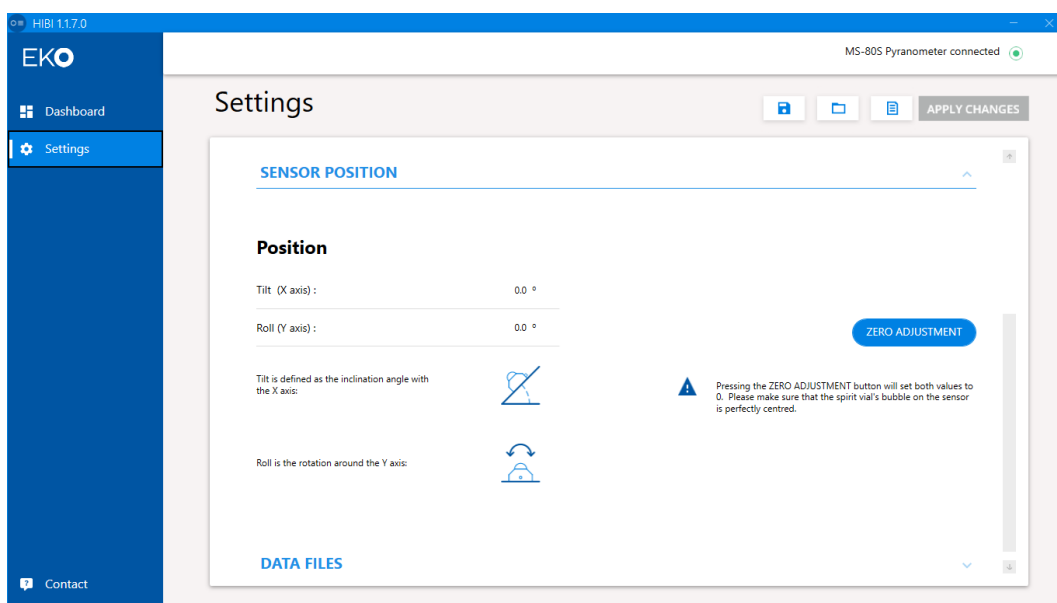 HIBI 1.1.7.0
EKO
MS-80S Pyranometer connected
Dashboard
Settings
Settings
APPLY CHANGES
SENSOR POSITION
Position
Tilt (X axis) : 0.0 °
Roll (Y axis) : 0.0 °
ZERO ADJUSTMENT
Tilt is defined as the inclination angle with
the X axis:
Pressing the ZERO ADJUSTMENT button will set both values to
0. Please make sure that the spirit vial's bubble on the sensor
is perfectly centred.
Roll is the rotation around the Y axis:
DATA FILES
Contact